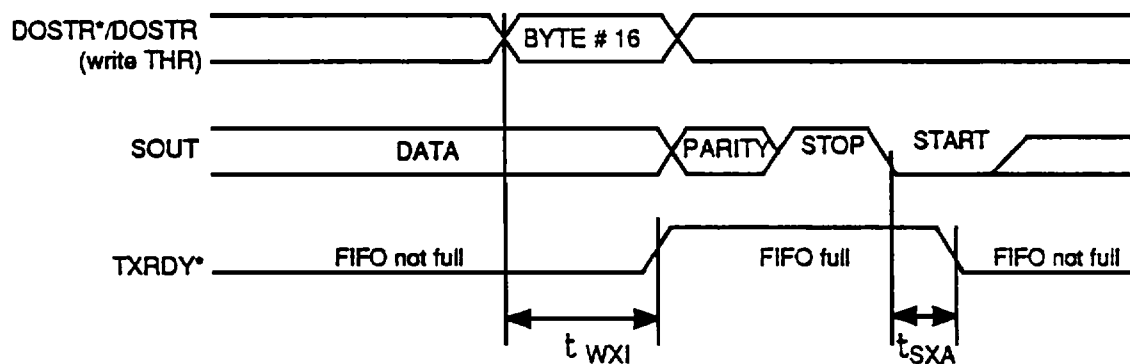 DOSTR*/DOSTR BYTE # 16
(write THR)
SOUT DATA PARITY STOP START
TXRDY* FIFO not full FIFO full FIFO not full
t WXI tSXA